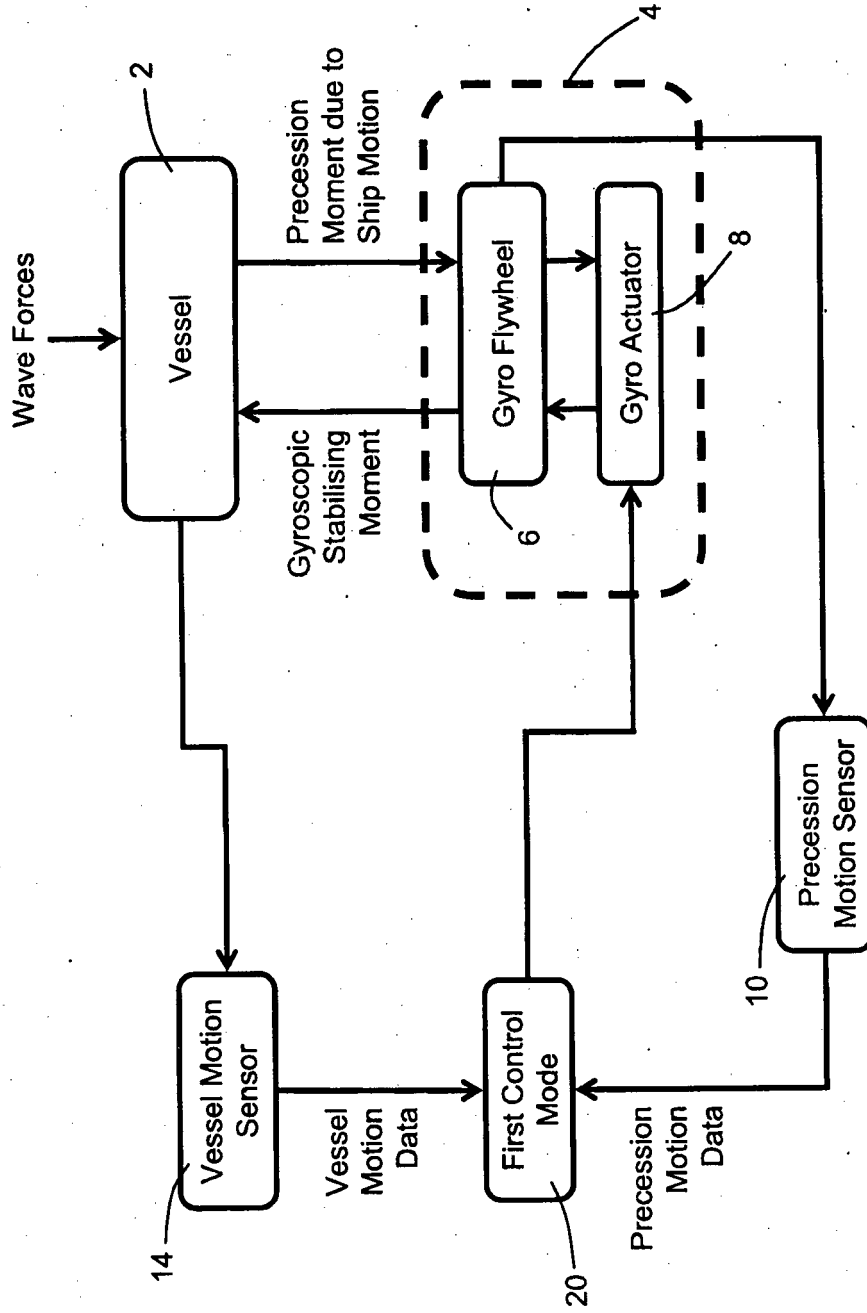 Wave Forces
2
Vessel
Gyroscopic
Stabilising
Moment
Precession
Moment due to
Ship Motion
4
Gyro Flywheel
6
Gyro Actuator
8
14
Vessel Motion
Sensor
Vessel
Motion
Data
First Control
Mode
20
Precession
Motion
Data
10
Precession
Motion Sensor